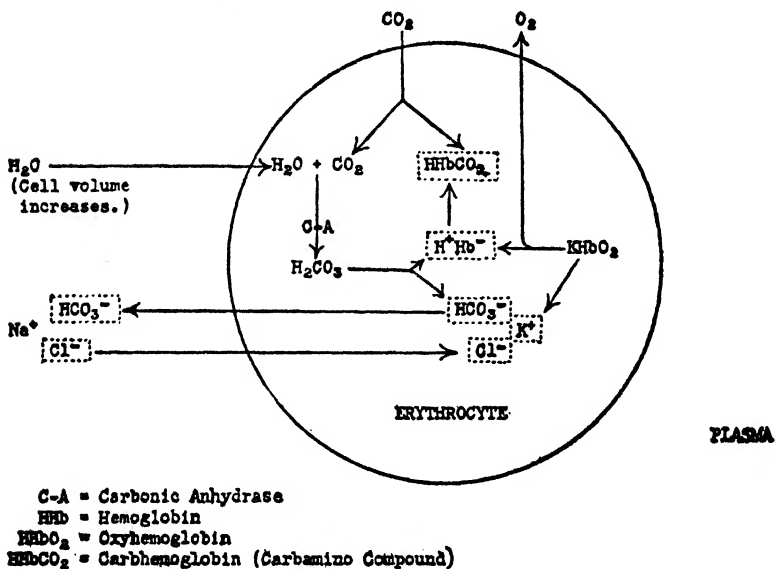 CO₂ O₂
H₂O
(Cell volume
increases.)
H₂O + CO₂
HHbCO₂
C-A
H₂CO₃
H⁺Hb⁻
KHbO₂
HCO₃⁻
HCO₃⁻
Na⁺
K⁺
Cl⁻
Cl⁻
ERYTHROCYTE
PLASMA
C-A = Carbonic Anhydrase
HHb = Hemoglobin
HHbO₂ = Oxyhemoglobin
HHbCO₂ = Carbhemoglobin (Carbamino Compound)